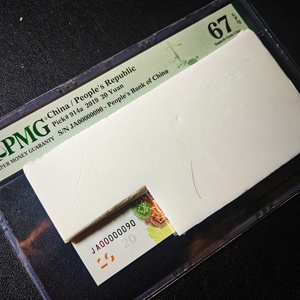 PMG
PAPER MONEY GUARANTY
China / People's Republic
Pick# 914a 2019 20 Yuan
S/N JA00000090 - People's Bank of China
67 EPQ
JA00000090
20